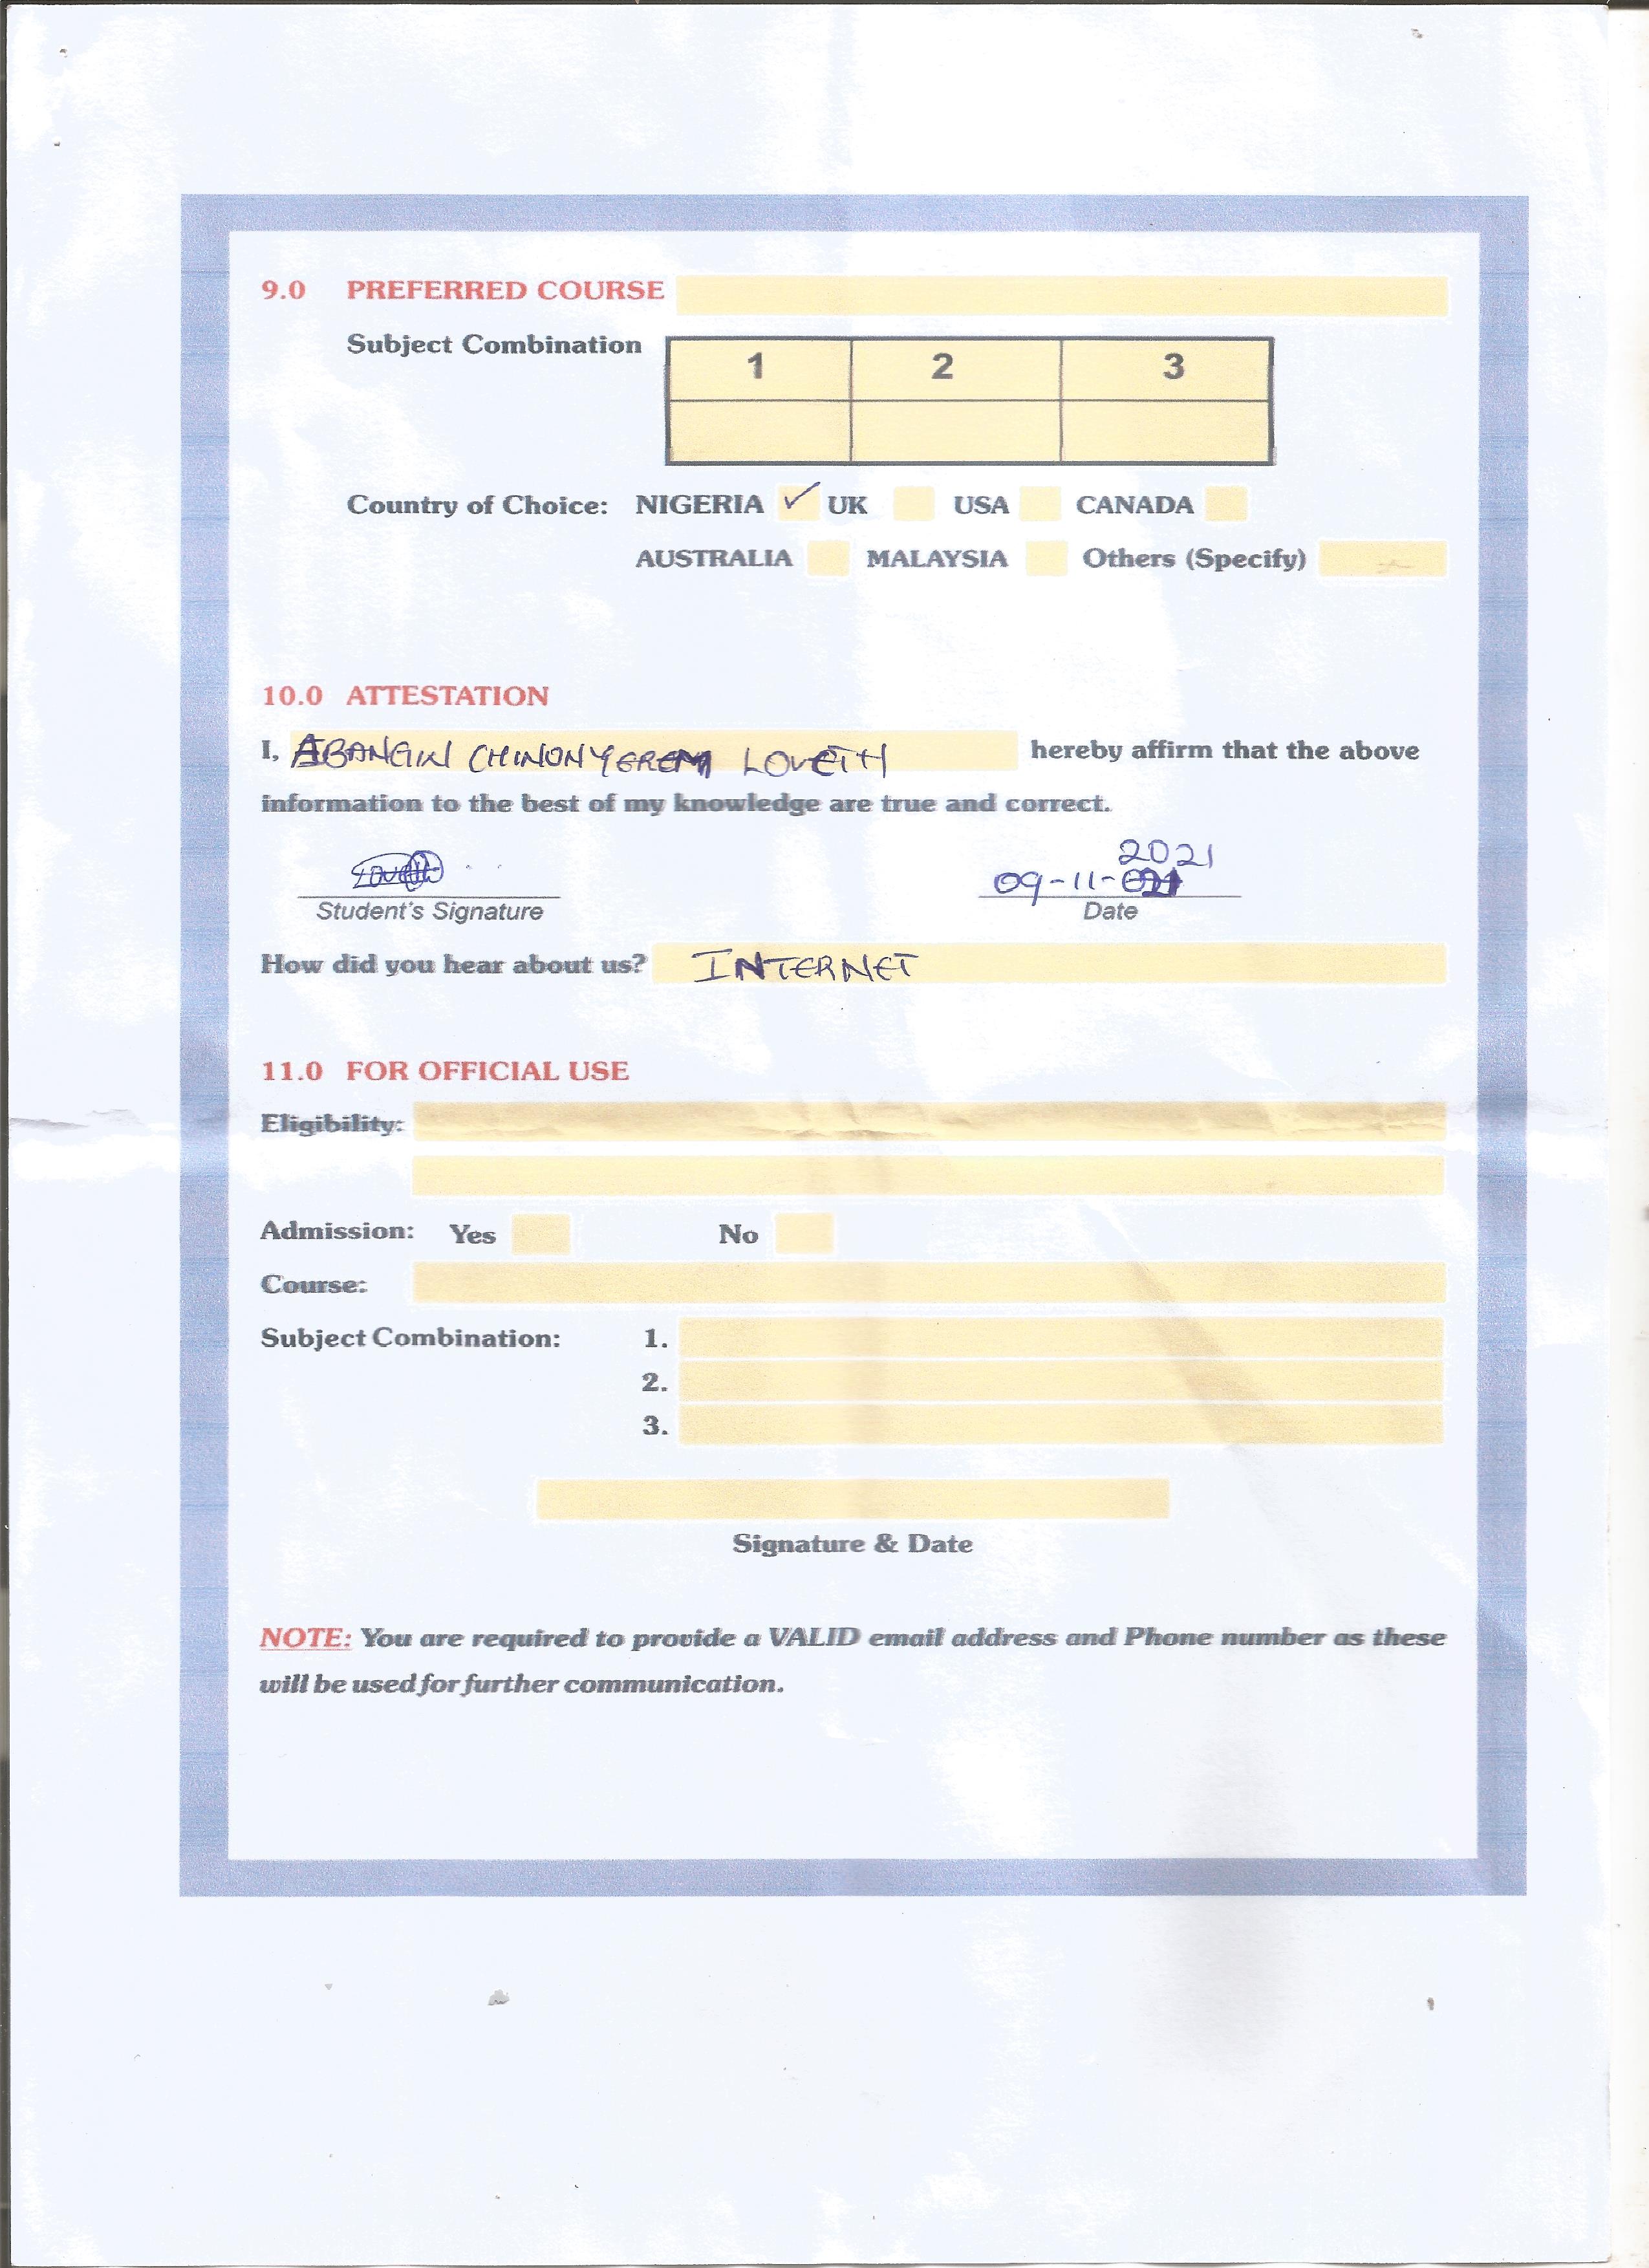 9.0 PREFERRED COURSE
Subject Combination
1 2 3
Country of Choice: NIGERIA ✓ UK USA CANADA
AUSTRALIA MALAYSIA Others (Specify)
10.0 ATTESTATION
I, CHINONYEREM LOVETH hereby affirm that the above
information to the best of my knowledge are true and correct.
2021
09-11-
Student's Signature Date
How did you hear about us? INTERNET
11.0 FOR OFFICIAL USE
Eligibility:
Admission: Yes No
Course:
Subject Combination: 1.
2.
3.
Signature & Date
NOTE: You are required to provide a VALID email address and Phone number as these
will be used for further communication.